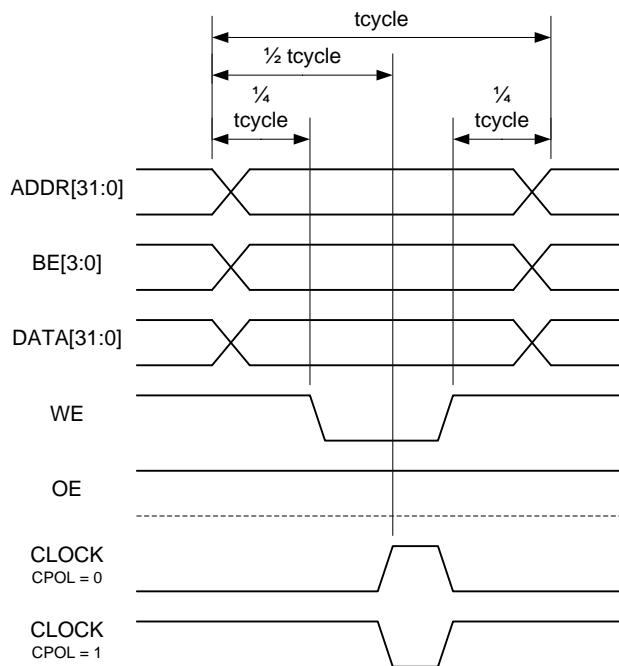 tcycle
½ tcycle
¼
tcycle
¼
tcycle
ADDR[31:0]
BE[3:0]
DATA[31:0]
WE
OE
CLOCK
CPOL = 0
CLOCK
CPOL = 1